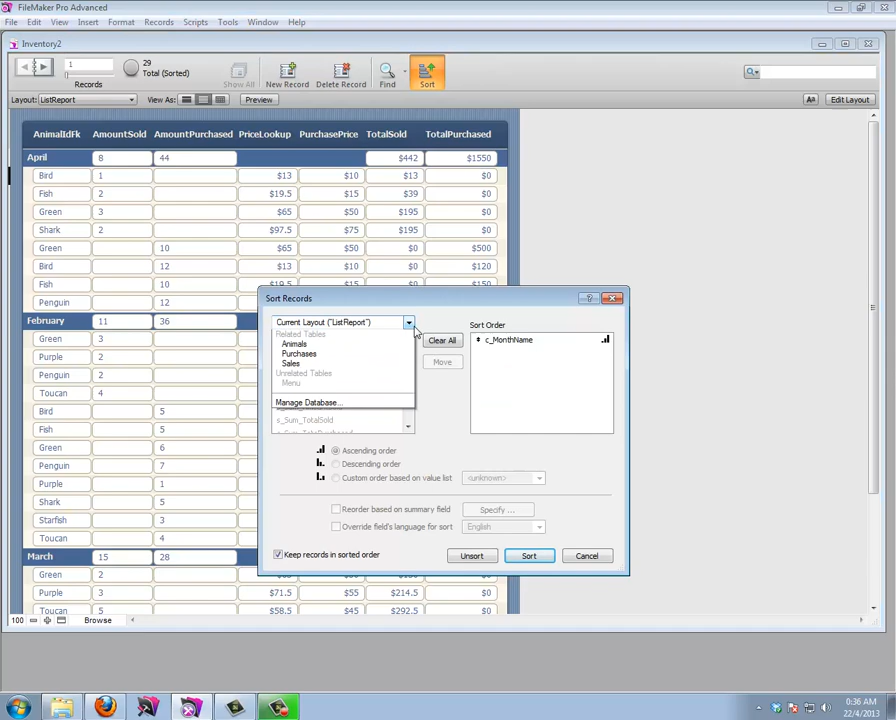 FileMaker Pro Advanced
File Edit View Insert Format Records Scripts Tools Window Help
Inventory2
1
29
Total (Sorted)
Records
Show All
New Record
Delete Record
Find
Sort
Layout: ListReport
View As:
Preview
Aa
Edit Layout
AnimalIdFk AmountSold AmountPurchased PriceLookup PurchasePrice TotalSold TotalPurchased
April 8 44 $442 $1550
Bird 1 $13 $10 $13 $0
Fish 2 $19.5 $15 $39 $0
Green 3 $65 $50 $195 $0
Shark 2 $97.5 $75 $195 $0
Green 10 $65 $50 $0 $500
Bird 12 $13 $10 $0 $120
Fish 10 $19.5 $15 $0
Penguin 12
February 11 36
Green 3
Purple 2
Penguin 2
Toucan 4
Bird 5
Fish 5
Green 6
Penguin 7
Purple 1
Shark 5
Starfish 3
Toucan 4
March 15 28
Green 2
Purple 3 $71.5 $55 $214.5 $0
Toucan 5 $58.5 $45 $292.5 $0
Sort Records
Current Layout ("ListReport")
Related Tables
Animals
Purchases
Sales
Unrelated Tables
Menu
Manage Database...
s_Sum_TotalSold
Clear All
Move
Sort Order
c_MonthName
Ascending order
Descending order
Custom order based on value list
<unknown>
Reorder based on summary field
Specify ...
Override field's language for sort
English
Keep records in sorted order
Unsort
Sort
Cancel
100
Browse
0:36 AM
22/4/2013